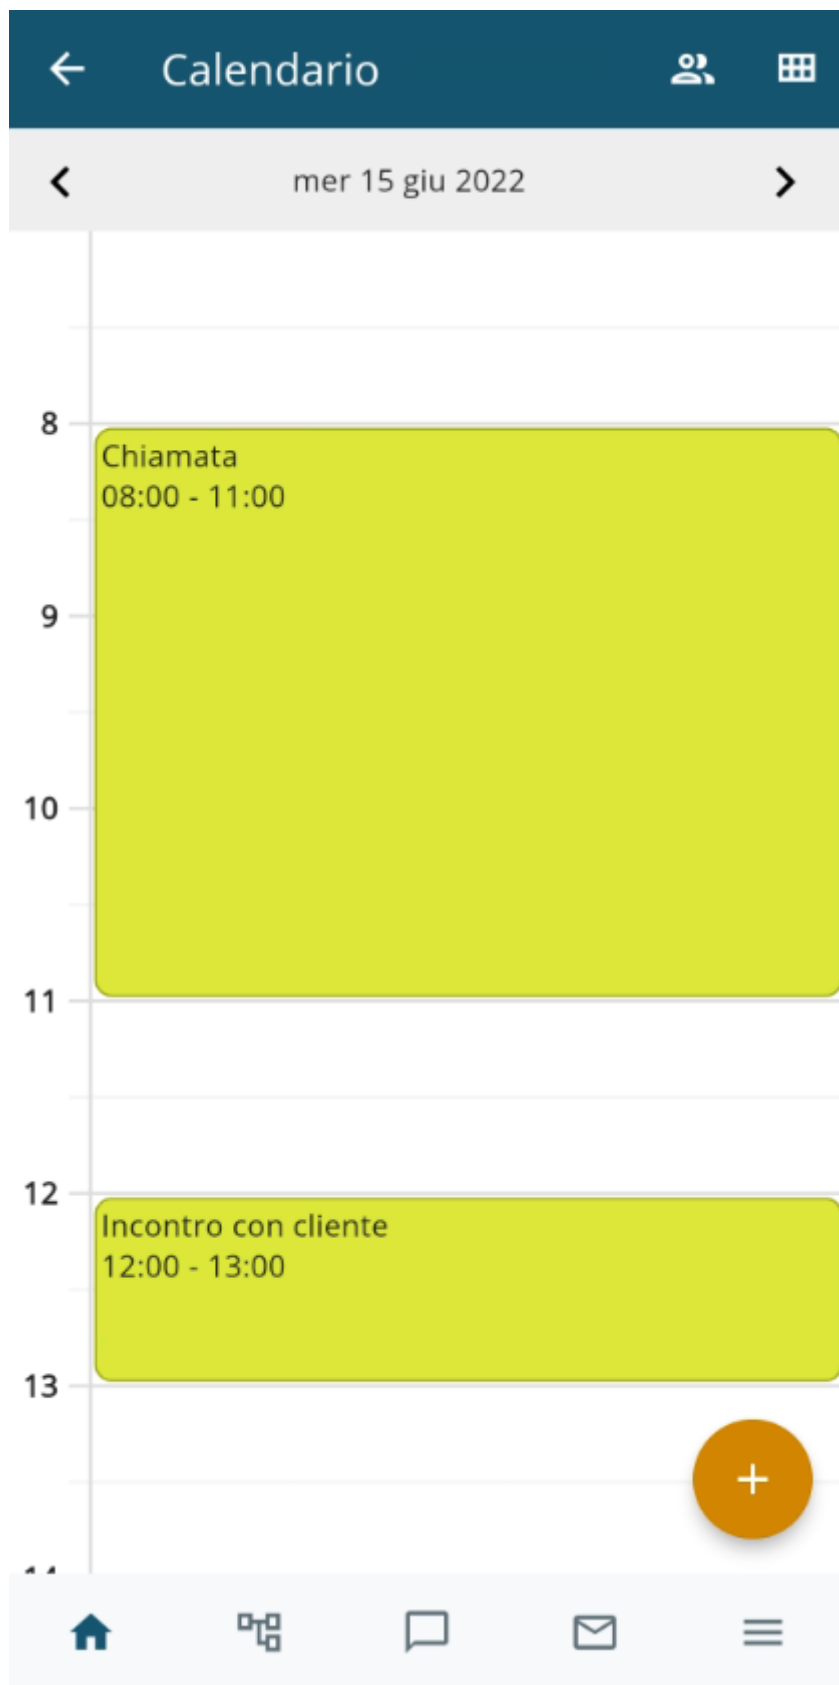 Calendario
mer 15 giu 2022
8
Chiamata
08:00 - 11:00
9
10
11
12
Incontro con cliente
12:00 - 13:00
13